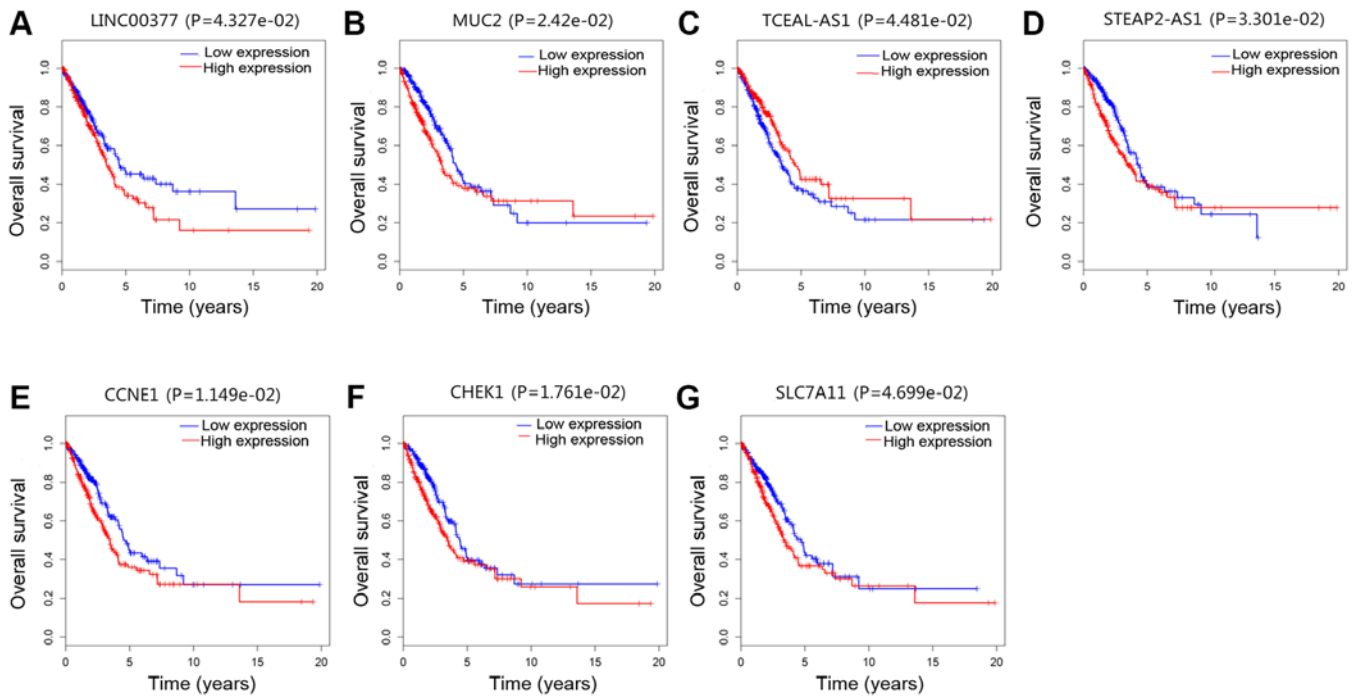 A LINC00377 (P=4.327e-02)
Low expression
High expression
Overall survival
1.0
0.8
0.6
0.4
0.2
0.0
0 5 10 15 20
Time (years)
B MUC2 (P=2.42e-02)
Low expression
High expression
Overall survival
1.0
0.8
0.6
0.4
0.2
0.0
0 5 10 15 20
Time (years)
C TCEAL-AS1 (P=4.481e-02)
Low expression
High expression
Overall survival
1.0
0.8
0.6
0.4
0.2
0.0
0 5 10 15 20
Time (years)
D STEAP2-AS1 (P=3.301e-02)
Low expression
High expression
Overall survival
1.0
0.8
0.6
0.4
0.2
0.0
0 5 10 15 20
Time (years)
E CCNE1 (P=1.149e-02)
Low expression
High expression
Overall survival
1.0
0.8
0.6
0.4
0.2
0.0
0 5 10 15 20
Time (years)
F CHEK1 (P=1.761e-02)
Low expression
High expression
Overall survival
1.0
0.8
0.6
0.4
0.2
0.0
0 5 10 15 20
Time (years)
G SLC7A11 (P=4.699e-02)
Low expression
High expression
Overall survival
1.0
0.8
0.6
0.4
0.2
0.0
0 5 10 15 20
Time (years)